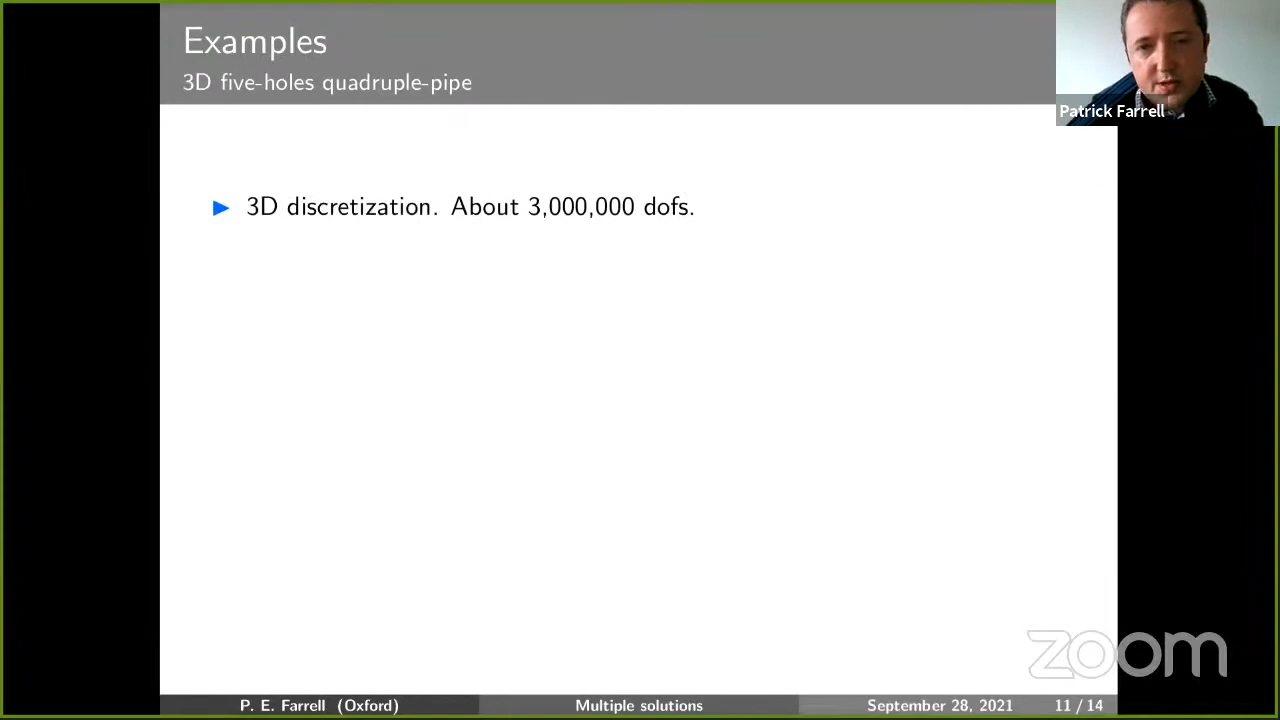 Examples
3D five-holes quadruple-pipe
Patrick Farrell
▶ 3D discretization. About 3,000,000 dofs.
zoom
P. E. Farrell (Oxford) Multiple solutions September 28, 2021 11 / 14